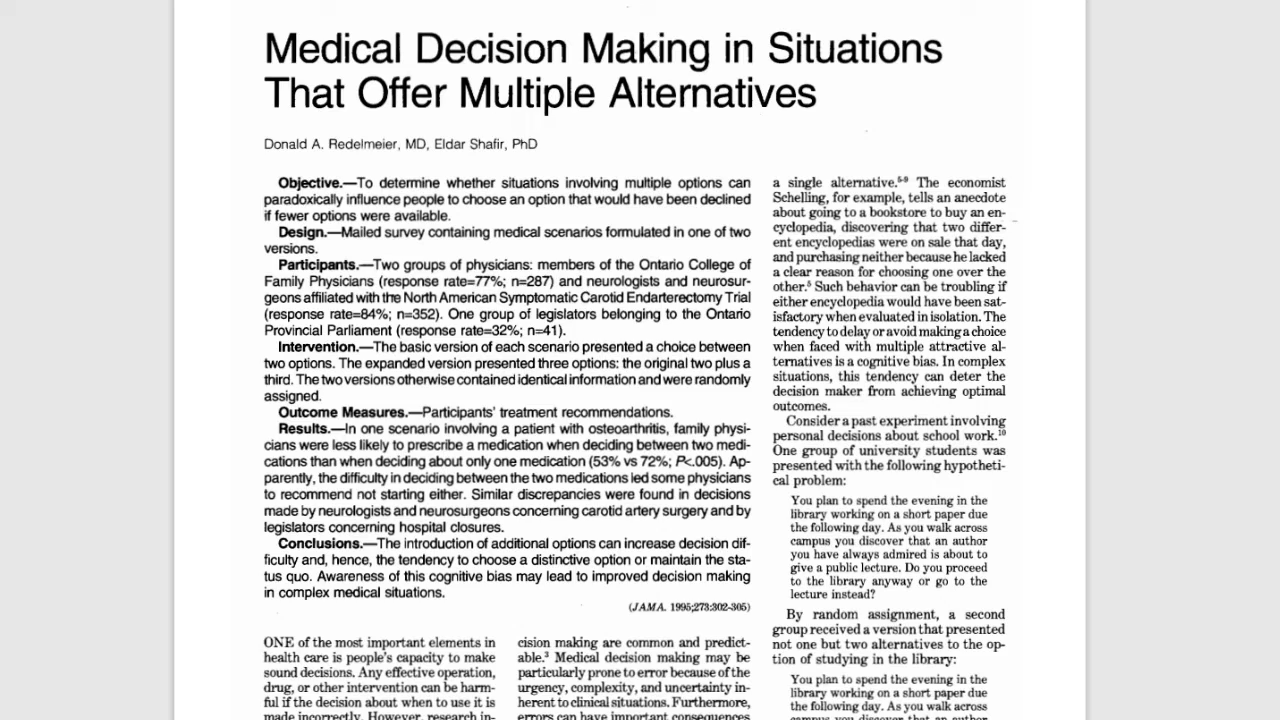 Medical Decision Making in Situations
That Offer Multiple Alternatives
Donald A. Redelmeier, MD, Eldar Shafir, PhD
Objective.—To determine whether situations involving multiple options can
paradoxically influence people to choose an option that would have been declined
if fewer options were available.
Design.—Mailed survey containing medical scenarios formulated in one of two
versions.
Participants.—Two groups of physicians: members of the Ontario College of
Family Physicians (response rate=77%; n=287) and neurologists and neurosur-
geons affiliated with the North American Symptomatic Carotid Endarterectomy Trial
(response rate=84%; n=352). One group of legislators belonging to the Ontario
Provincial Parliament (response rate=32%; n=41).
Intervention.—The basic version of each scenario presented a choice between
two options. The expanded version presented three options: the original two plus a
third. The two versions otherwise contained identical information and were randomly
assigned.
Outcome Measures.—Participants' treatment recommendations.
Results.—In one scenario involving a patient with osteoarthritis, family physi-
cians were less likely to prescribe a medication when deciding between two medi-
cations than when deciding about only one medication (53% vs 72%; P<.005). Ap-
parently, the difficulty in deciding between the two medications led some physicians
to recommend not starting either. Similar discrepancies were found in decisions
made by neurologists and neurosurgeons concerning carotid artery surgery and by
legislators concerning hospital closures.
Conclusions.—The introduction of additional options can increase decision dif-
ficulty and, hence, the tendency to choose a distinctive option or maintain the sta-
tus quo. Awareness of this cognitive bias may lead to improved decision making
in complex medical situations.
(JAMA. 1995;273:302-305)
ONE of the most important elements in
health care is people's capacity to make
sound decisions. Any effective operation,
drug, or other intervention can be harm-
ful if the decision about when to use it is
made incorrectly. However, research in-
cision making are common and predict-
able.3 Medical decision making may be
particularly prone to error because of the
urgency, complexity, and uncertainty in-
herent to clinical situations. Furthermore,
errors can have important consequences
a single alternative.5-9 The economist
Schelling, for example, tells an anecdote
about going to a bookstore to buy an en-
cyclopedia, discovering that two differ-
ent encyclopedias were on sale that day,
and purchasing neither because he lacked
a clear reason for choosing one over the
other.5 Such behavior can be troubling if
either encyclopedia would have been sat-
isfactory when evaluated in isolation. The
tendency to delay or avoid making a choice
when faced with multiple attractive al-
ternatives is a cognitive bias. In complex
situations, this tendency can deter the
decision maker from achieving optimal
outcomes.
Consider a past experiment involving
personal decisions about school work.10
One group of university students was
presented with the following hypotheti-
cal problem:
You plan to spend the evening in the
library working on a short paper due
the following day. As you walk across
campus you discover that an author
you have always admired is about to
give a public lecture. Do you proceed
to the library anyway or go to the
lecture instead?
By random assignment, a second
group received a version that presented
not one but two alternatives to the op-
tion of studying in the library:
You plan to spend the evening in the
library working on a short paper due
the following day. As you walk across
campus you discover that an author